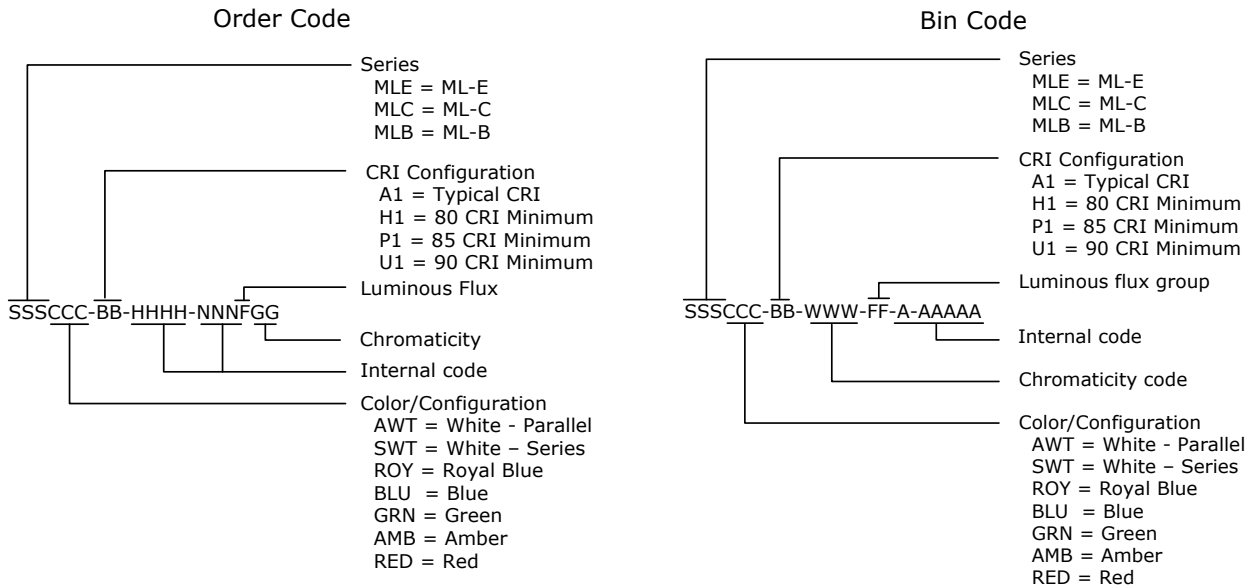 Order Code
Series
MLE = ML-E
MLC = ML-C
MLB = ML-B
CRI Configuration
A1 = Typical CRI
H1 = 80 CRI Minimum
P1 = 85 CRI Minimum
U1 = 90 CRI Minimum
Luminous Flux
SSSCCC-BB-HHHH-NNNFGG
Chromaticity
Internal code
Color/Configuration
AWT = White - Parallel
SWT = White – Series
ROY = Royal Blue
BLU = Blue
GRN = Green
AMB = Amber
RED = Red
Bin Code
Series
MLE = ML-E
MLC = ML-C
MLB = ML-B
CRI Configuration
A1 = Typical CRI
H1 = 80 CRI Minimum
P1 = 85 CRI Minimum
U1 = 90 CRI Minimum
Luminous flux group
SSSCCC-BB-WWW-FF-A-AAAAA
Internal code
Chromaticity code
Color/Configuration
AWT = White - Parallel
SWT = White – Series
ROY = Royal Blue
BLU = Blue
GRN = Green
AMB = Amber
RED = Red